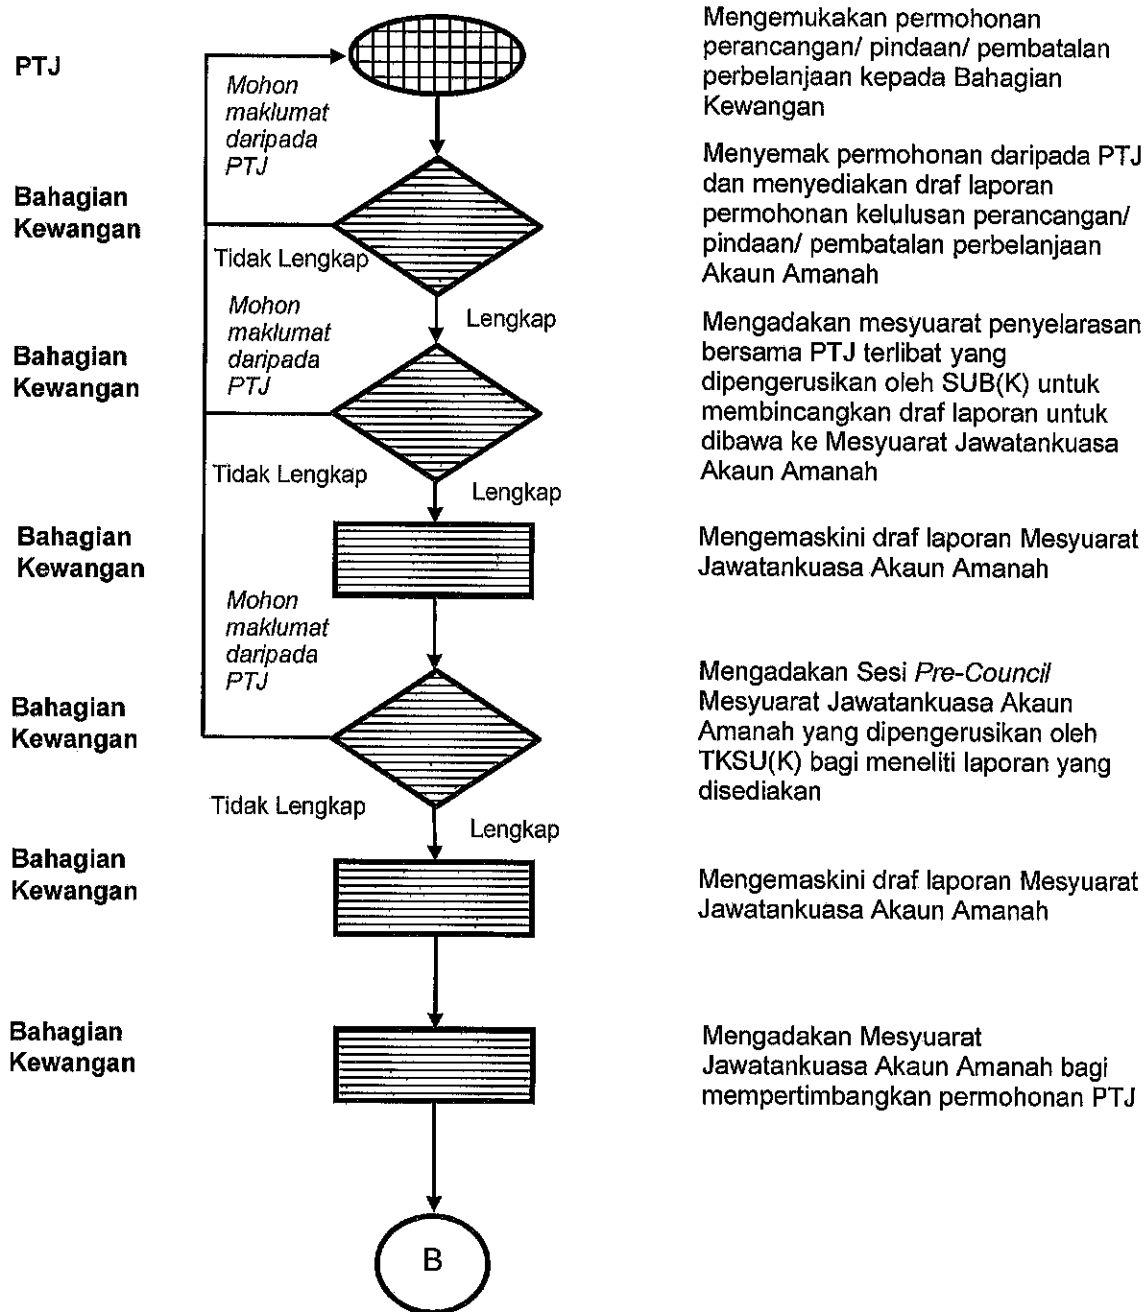 PTJ
Mengemukakan permohonan
perancangan/ pindaan/ pembatalan
perbelanjaan kepada Bahagian
Kewangan
Mohon
maklumat
daripada
PTJ
Bahagian
Kewangan
Menyemak permohonan daripada PTJ
dan menyediakan draf laporan
permohonan kelulusan perancangan/
pindaan/ pembatalan perbelanjaan
Akaun Amanah
Tidak Lengkap
Lengkap
Mohon
maklumat
daripada
PTJ
Bahagian
Kewangan
Mengadakan mesyuarat penyelarasan
bersama PTJ terlibat yang
dipengerusikan oleh SUB(K) untuk
membincangkan draf laporan untuk
dibawa ke Mesyuarat Jawatankuasa
Akaun Amanah
Tidak Lengkap
Lengkap
Bahagian
Kewangan
Mengemaskini draf laporan Mesyuarat
Jawatankuasa Akaun Amanah
Mohon
maklumat
daripada
PTJ
Bahagian
Kewangan
Mengadakan Sesi Pre-Council
Mesyuarat Jawatankuasa Akaun
Amanah yang dipengerusikan oleh
TKSU(K) bagi meneliti laporan yang
disediakan
Tidak Lengkap
Lengkap
Bahagian
Kewangan
Mengemaskini draf laporan Mesyuarat
Jawatankuasa Akaun Amanah
Bahagian
Kewangan
Mengadakan Mesyuarat
Jawatankuasa Akaun Amanah bagi
mempertimbangkan permohonan PTJ
B